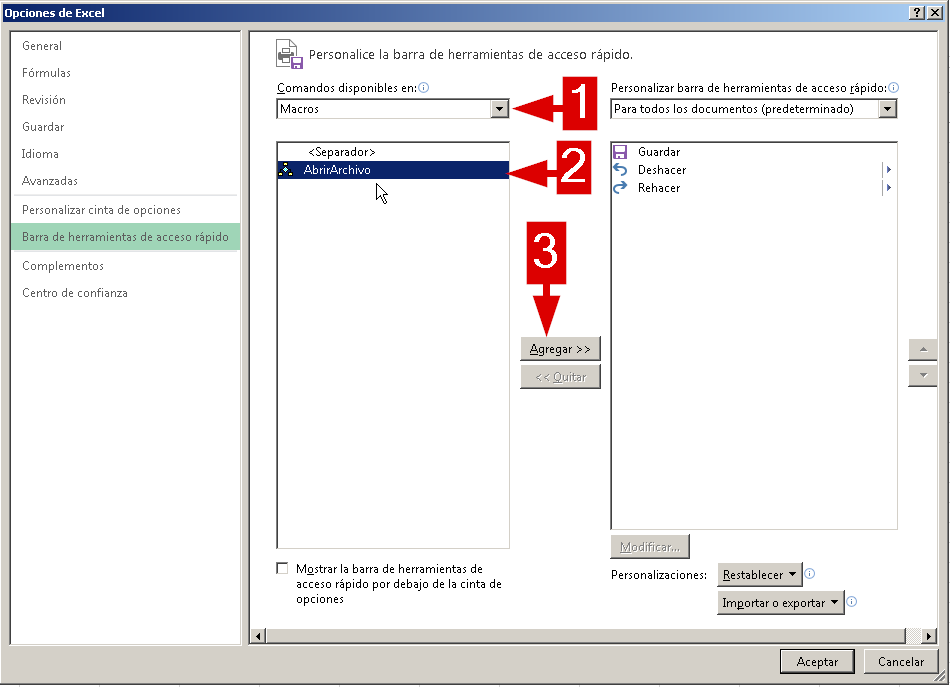 Opciones de Excel
General
Fórmulas
Revisión
Guardar
Idioma
Avanzadas
Personalizar cinta de opciones
Barra de herramientas de acceso rápido
Complementos
Centro de confianza
Personalice la barra de herramientas de acceso rápido.
Comandos disponibles en:
Macros
1
<Separador>
AbrirArchivo
2
3
Agregar >>
<< Quitar
Personalizar barra de herramientas de acceso rápido:
Para todos los documentos (predeterminado)
Guardar
Deshacer
Rehacer
Modificar...
Mostrar la barra de herramientas de
acceso rápido por debajo de la cinta de
opciones
Personalizaciones:
Restablecer
Importar o exportar
Aceptar
Cancelar